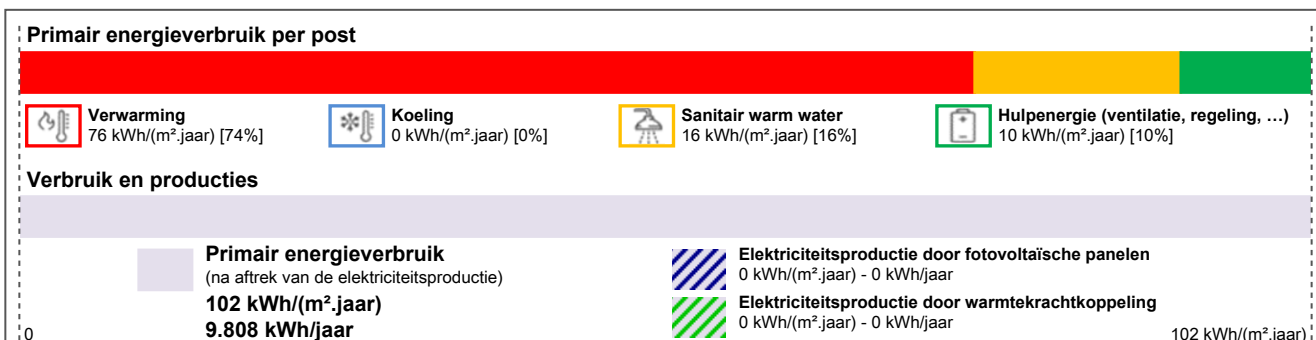 Primair energieverbruik per post
Verwarming
76 kWh/(m².jaar) [74%]
Koeling
0 kWh/(m².jaar) [0%]
Sanitair warm water
16 kWh/(m².jaar) [16%]
Hulpenergie (ventilatie, regeling, …)
10 kWh/(m².jaar) [10%]
Verbruik en producties
Primair energieverbruik
(na aftrek van de elektriciteitsproductie)
102 kWh/(m².jaar)
9.808 kWh/jaar
Elektriciteitsproductie door fotovoltaïsche panelen
0 kWh/(m².jaar) - 0 kWh/jaar
Elektriciteitsproductie door warmtekrachtkoppeling
0 kWh/(m².jaar) - 0 kWh/jaar
0
102 kWh/(m².jaar)